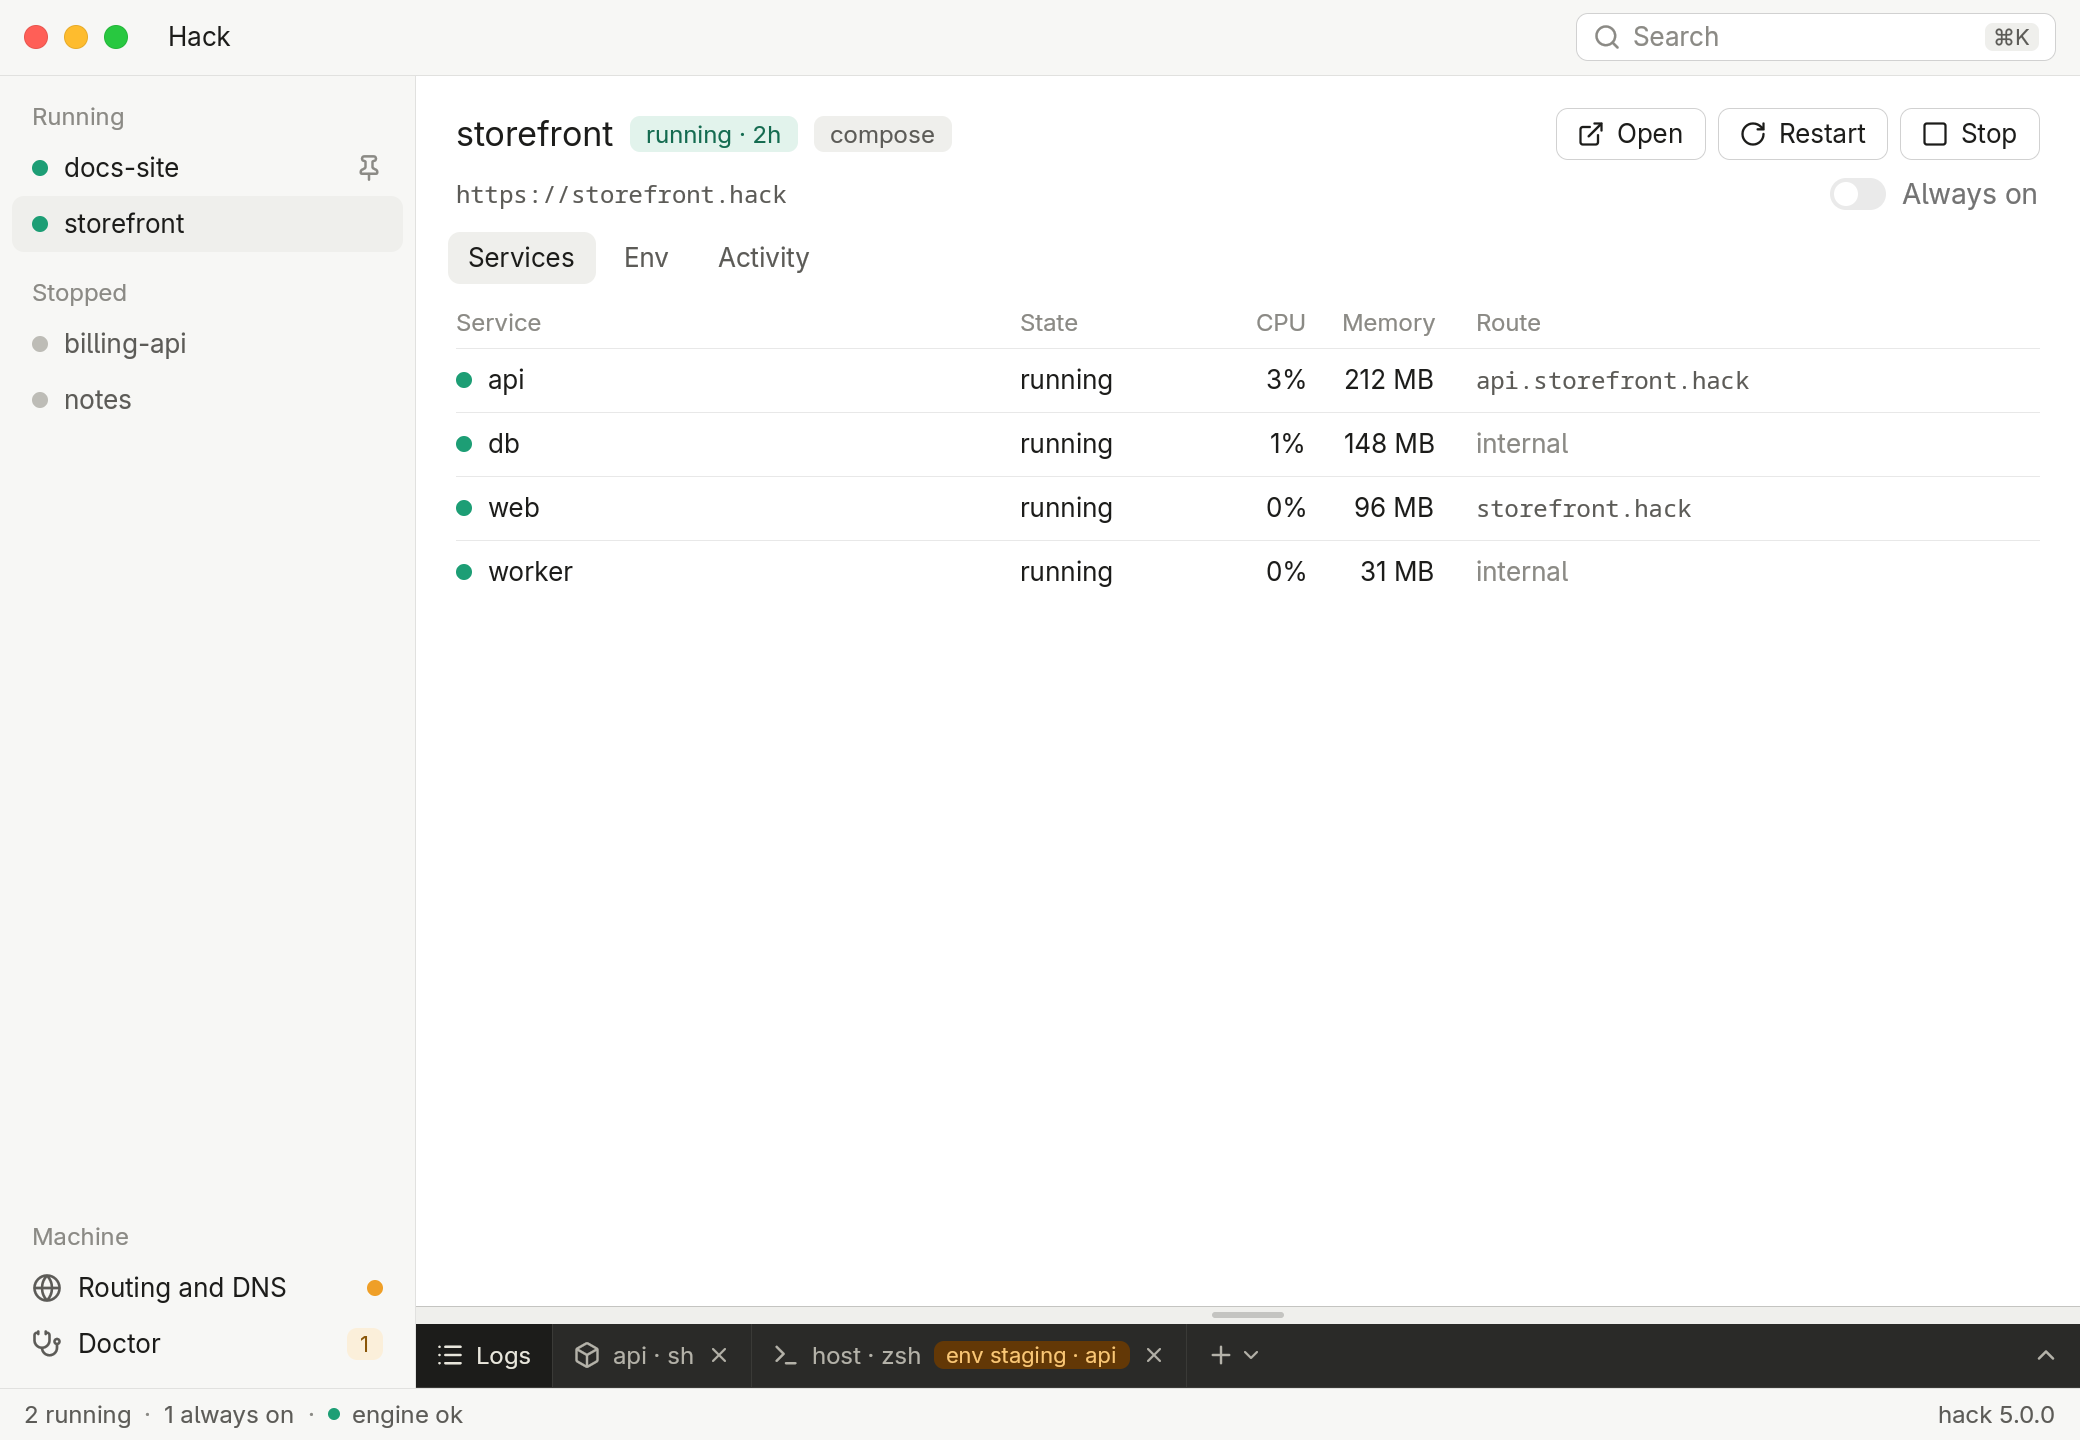 Hack
Search ⌘K
Running
docs-site
storefront
Stopped
billing-api
notes
Machine
Routing and DNS
Doctor 1
storefront running · 2h compose
Open Restart Stop
https://storefront.hack
Always on
Services Env Activity
Service State CPU Memory Route
api running 3% 212 MB api.storefront.hack
db running 1% 148 MB internal
web running 0% 96 MB storefront.hack
worker running 0% 31 MB internal
Logs api · sh host · zsh env staging · api
2 running · 1 always on · engine ok
hack 5.0.0